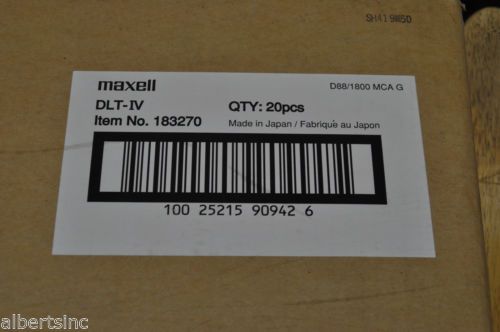 SH419M60
maxell
D88/1800 MCA G
DLT-IV
QTY: 20pcs
Item No. 183270
Made in Japan / Fabriqué au Japon
100 25215 90942 6
albertsinc